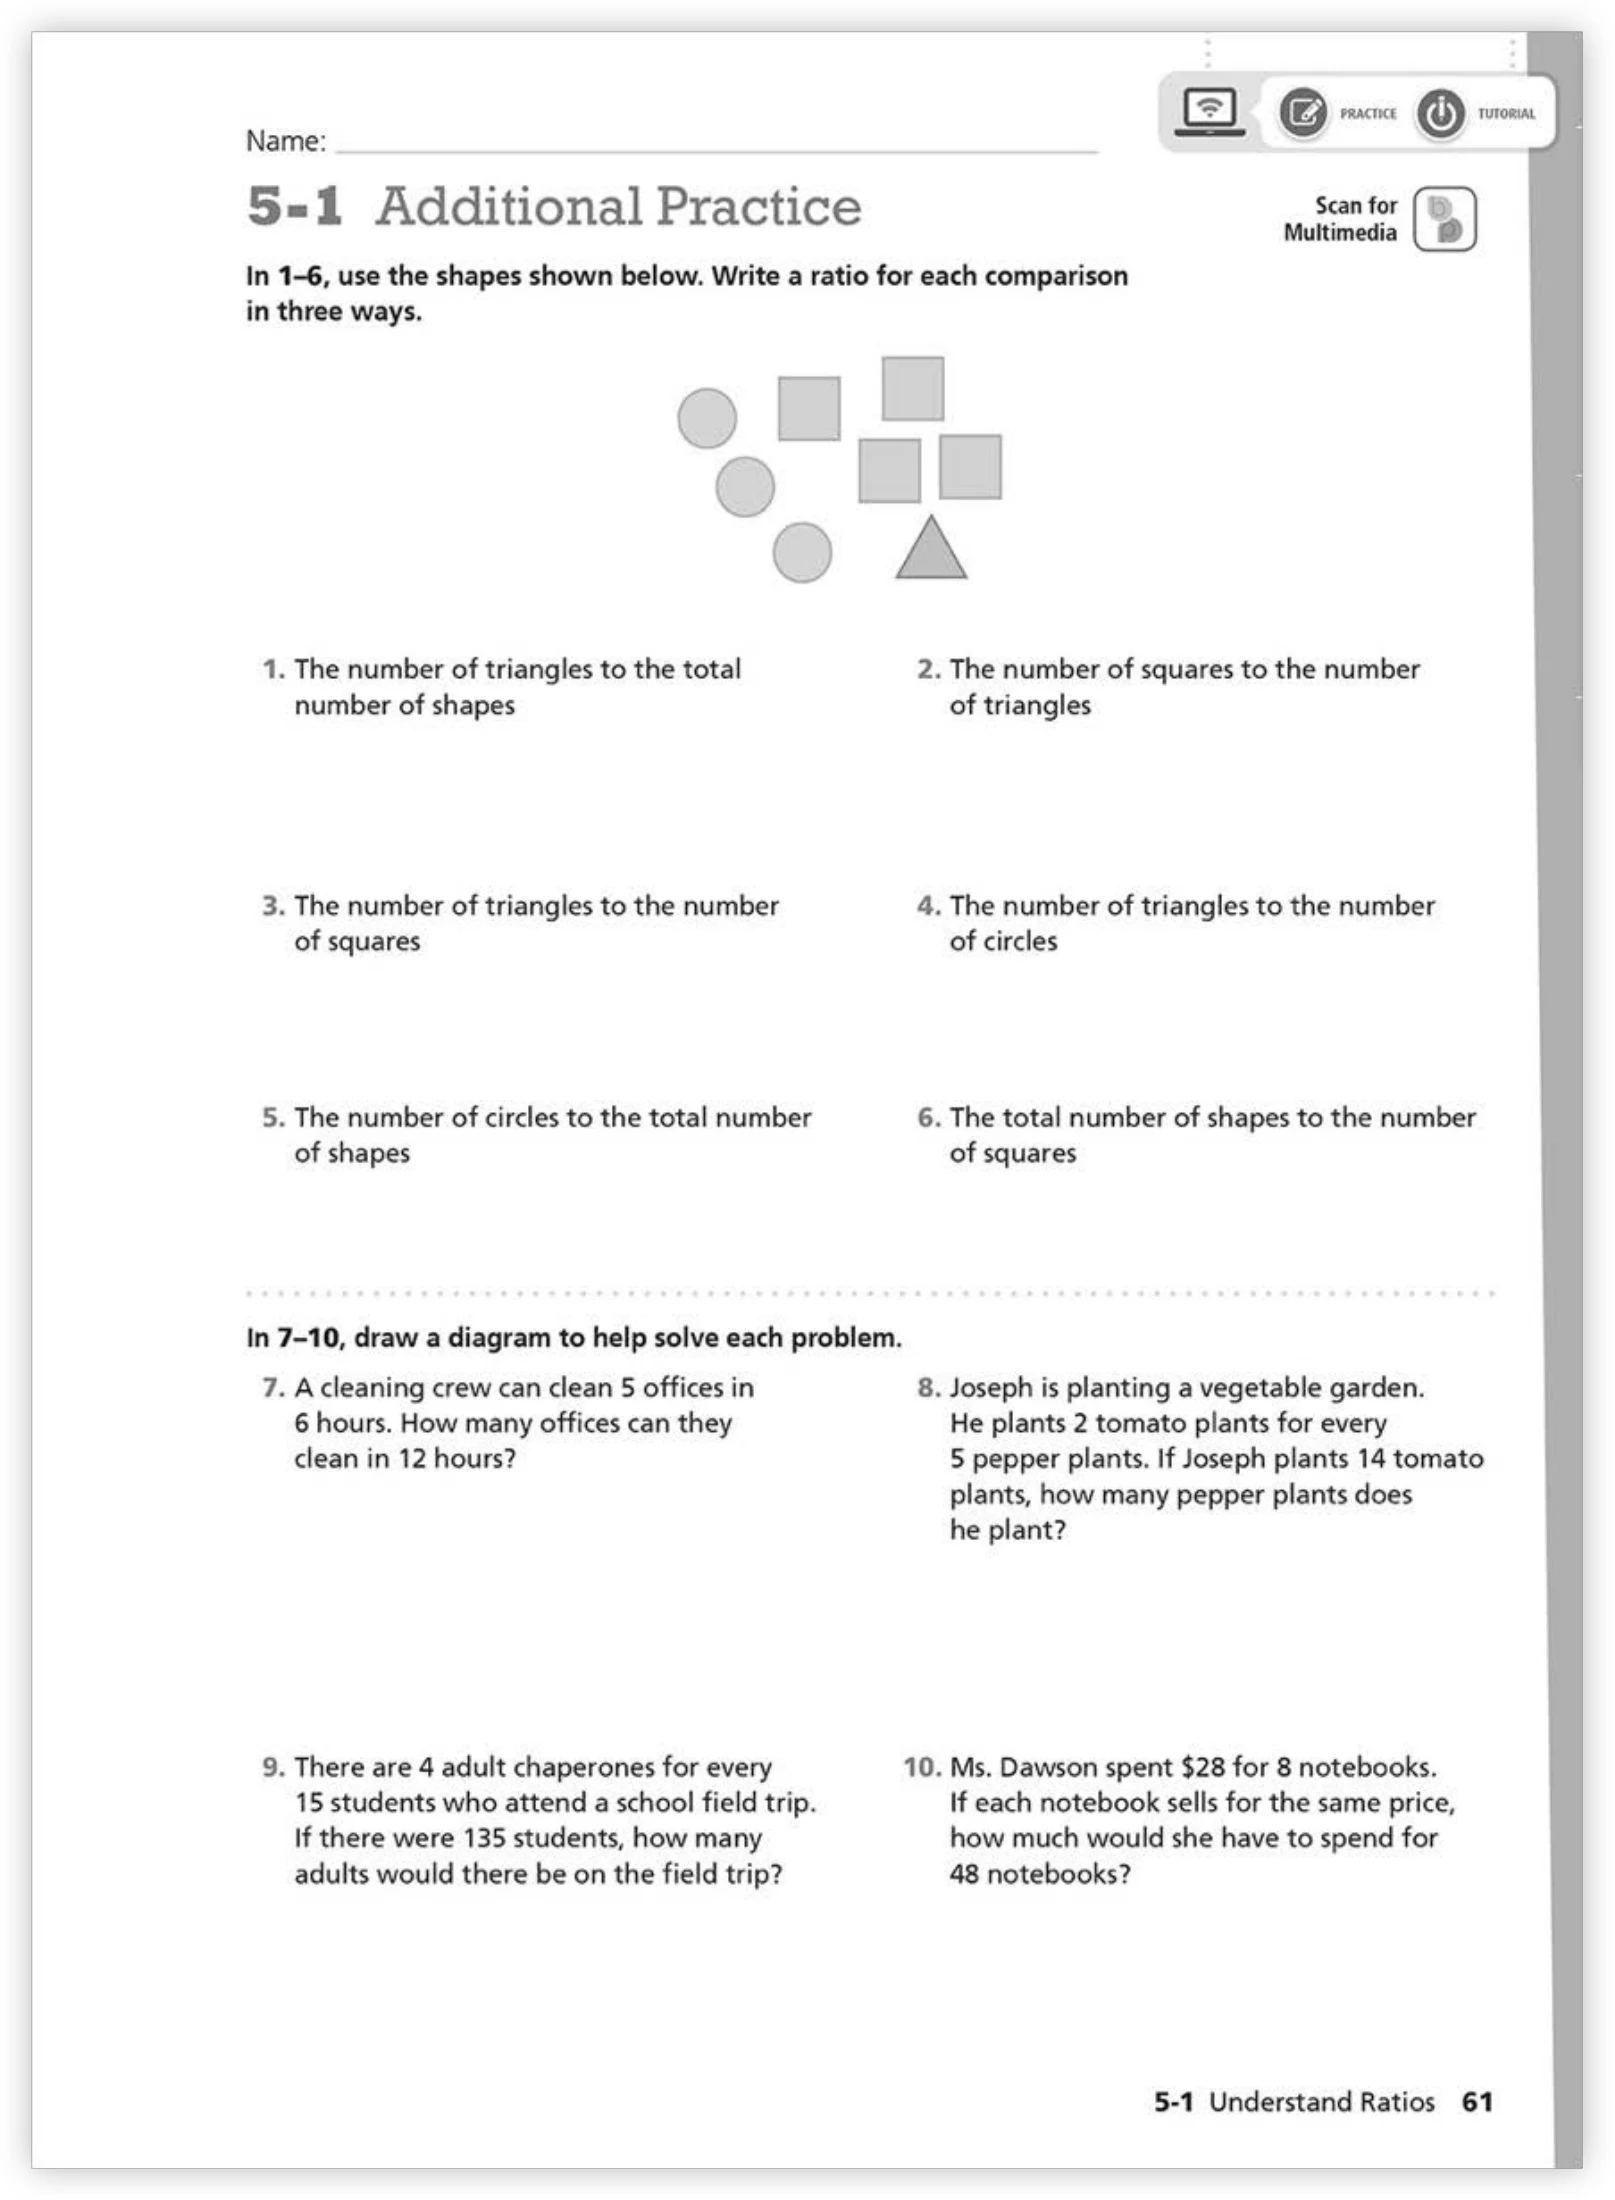 PRACTICE TUTORIAL
Name:
5-1 Additional Practice
Scan for
Multimedia
In 1–6, use the shapes shown below. Write a ratio for each comparison
in three ways.
1. The number of triangles to the total
number of shapes
2. The number of squares to the number
of triangles
3. The number of triangles to the number
of squares
4. The number of triangles to the number
of circles
5. The number of circles to the total number
of shapes
6. The total number of shapes to the number
of squares
In 7–10, draw a diagram to help solve each problem.
7. A cleaning crew can clean 5 offices in
6 hours. How many offices can they
clean in 12 hours?
8. Joseph is planting a vegetable garden.
He plants 2 tomato plants for every
5 pepper plants. If Joseph plants 14 tomato
plants, how many pepper plants does
he plant?
9. There are 4 adult chaperones for every
15 students who attend a school field trip.
If there were 135 students, how many
adults would there be on the field trip?
10. Ms. Dawson spent $28 for 8 notebooks.
If each notebook sells for the same price,
how much would she have to spend for
48 notebooks?
5-1 Understand Ratios 61